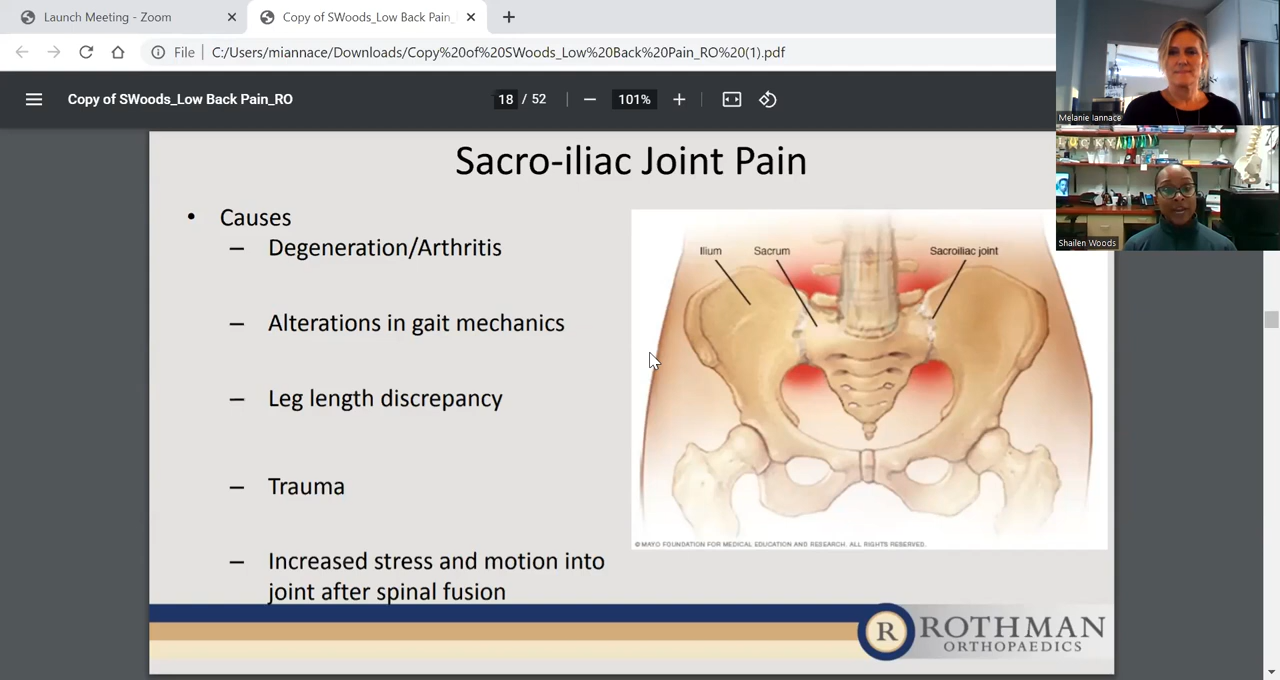 Launch Meeting - Zoom
Copy of SWoods_Low Back Pain_
File
C:/Users/miannace/Downloads/Copy%20of%20SWoods_Low%20Back%20Pain_RO%20(1).pdf
Copy of SWoods_Low Back Pain_RO
18 / 52
101%
Melanie Iannace
Shailen Woods
Sacro-iliac Joint Pain
• Causes
– Degeneration/Arthritis
– Alterations in gait mechanics
– Leg length discrepancy
– Trauma
– Increased stress and motion into
joint after spinal fusion
Ilium Sacrum Sacroiliac joint
© MAYO FOUNDATION FOR MEDICAL EDUCATION AND RESEARCH. ALL RIGHTS RESERVED.
R ROTHMAN
ORTHOPAEDICS